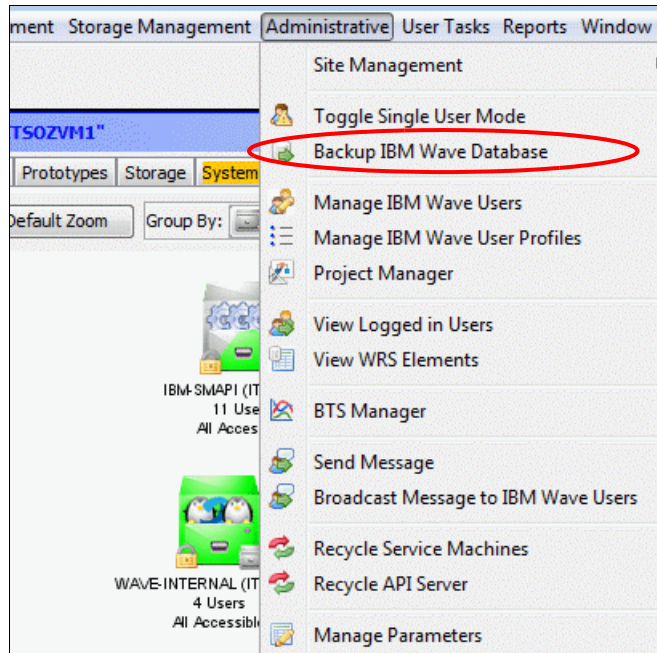 ment Storage Management Administrative User Tasks Reports Window
Site Management
Toggle Single User Mode
TSOZVM1"
Backup IBM Wave Database
Prototypes Storage System
Manage IBM Wave Users
Default Zoom Group By:
Manage IBM Wave User Profiles
Project Manager
View Logged in Users
View WRS Elements
IBM-SMAPI (IT
11 Use
BTS Manager
All Acces
Send Message
Broadcast Message to IBM Wave Users
Recycle Service Machines
WAVE-INTERNAL (IT
Recycle API Server
4 Users
All Accessible
Manage Parameters